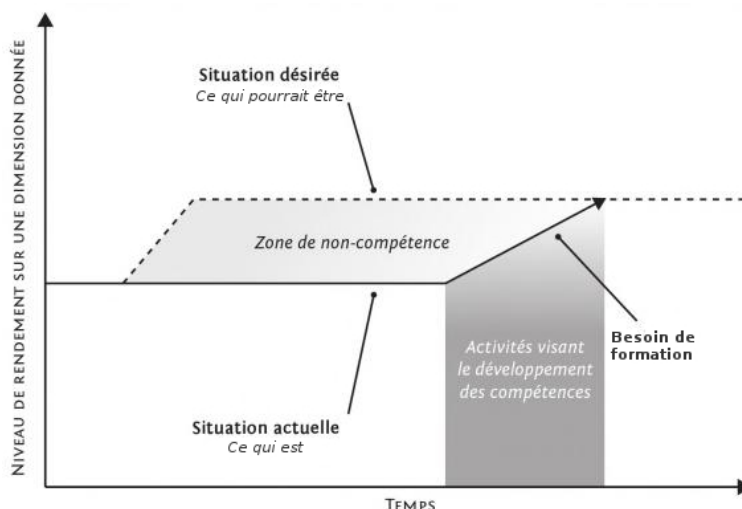 NIVEAU DE RENDEMENT SUR UNE DIMENSION DONNÉE
Situation désirée
Ce qui pourrait être
Zone de non-compétence
Besoin de
formation
Activités visant
le développement
des compétences
Situation actuelle
Ce qui est
TEMPS